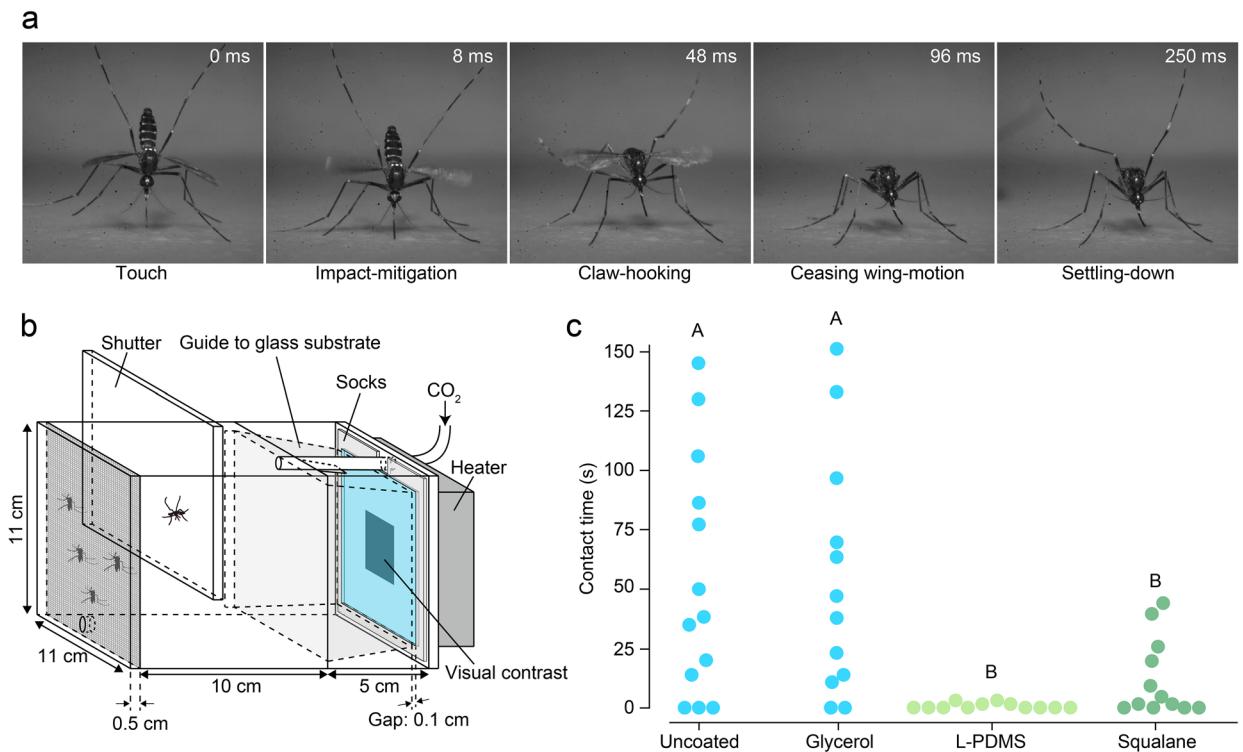 a
0 ms
8 ms
48 ms
96 ms
250 ms
Touch
Impact-mitigation
Claw-hooking
Ceasing wing-motion
Settling-down
b
Shutter
Guide to glass substrate
Socks
CO₂
Heater
11 cm
11 cm
0.5 cm
10 cm
5 cm
Gap: 0.1 cm
Visual contrast
c
Contact time (s)
150
125
100
75
50
25
0
A
A
B
B
Uncoated
Glycerol
L-PDMS
Squalane